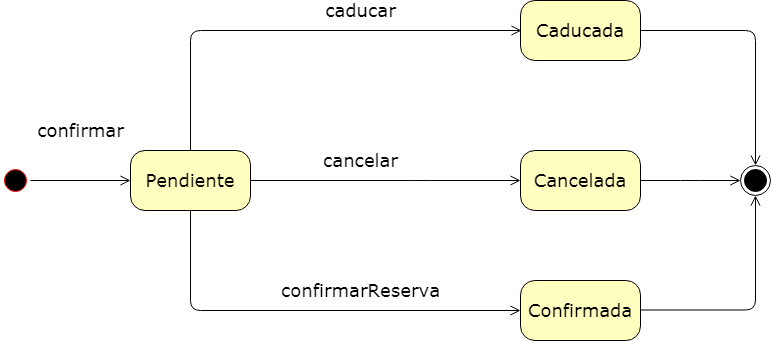 caducar
Caducada
confirmar
cancelar
Pendiente
Cancelada
confirmarReserva
Confirmada